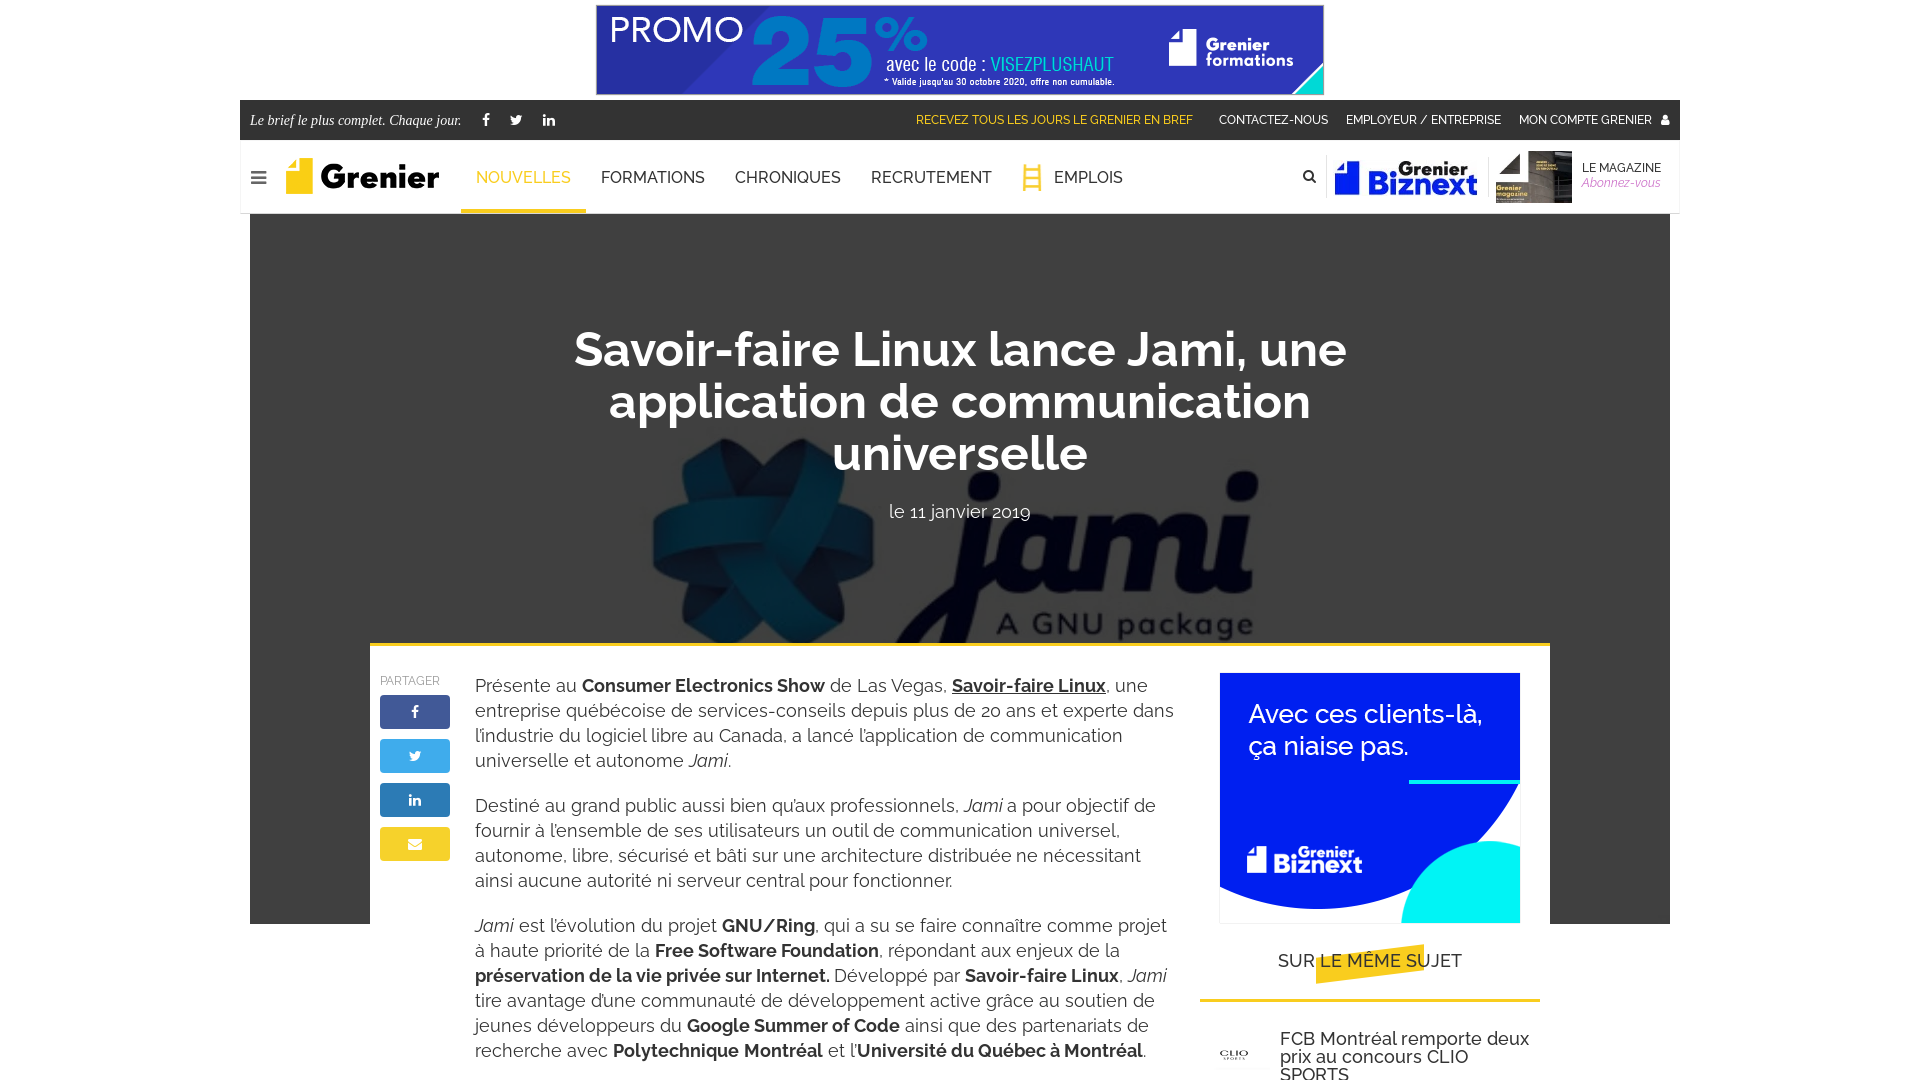 PROMO 25%
avec le code : VISEZPLUSHAUT
* Valide jusqu'au 30 octobre 2020, offre non cumulable.
Grenier
formations
Le brief le plus complet. Chaque jour.
RECEVEZ TOUS LES JOURS LE GRENIER EN BREF
CONTACTEZ-NOUS
EMPLOYEUR / ENTREPRISE
MON COMPTE GRENIER
Grenier
NOUVELLES
FORMATIONS
CHRONIQUES
RECRUTEMENT
EMPLOIS
Grenier
Biznext
Grenier
magazine
LE MAGAZINE
Abonnez-vous
Savoir-faire Linux lance Jami, une
application de communication
universelle
le 11 janvier 2019
jami
A GNU package
PARTAGER
Présente au Consumer Electronics Show de Las Vegas, Savoir-faire Linux, une
entreprise québécoise de services-conseils depuis plus de 20 ans et experte dans
l’industrie du logiciel libre au Canada, a lancé l’application de communication
universelle et autonome Jami.
Destiné au grand public aussi bien qu’aux professionnels, Jami a pour objectif de
fournir à l’ensemble de ses utilisateurs un outil de communication universel,
autonome, libre, sécurisé et bâti sur une architecture distribuée ne nécessitant
ainsi aucune autorité ni serveur central pour fonctionner.
Jami est l’évolution du projet GNU/Ring, qui a su se faire connaître comme projet
à haute priorité de la Free Software Foundation, répondant aux enjeux de la
préservation de la vie privée sur Internet. Développé par Savoir-faire Linux, Jami
tire avantage d’une communauté de développement active grâce au soutien de
jeunes développeurs du Google Summer of Code ainsi que des partenariats de
recherche avec Polytechnique Montréal et l’Université du Québec à Montréal.
Avec ces clients-là,
ça niaise pas.
Grenier
Biznext
SUR LE MÊME SUJET
CLIO
SPORTS
FCB Montréal remporte deux
prix au concours CLIO
SPORTS